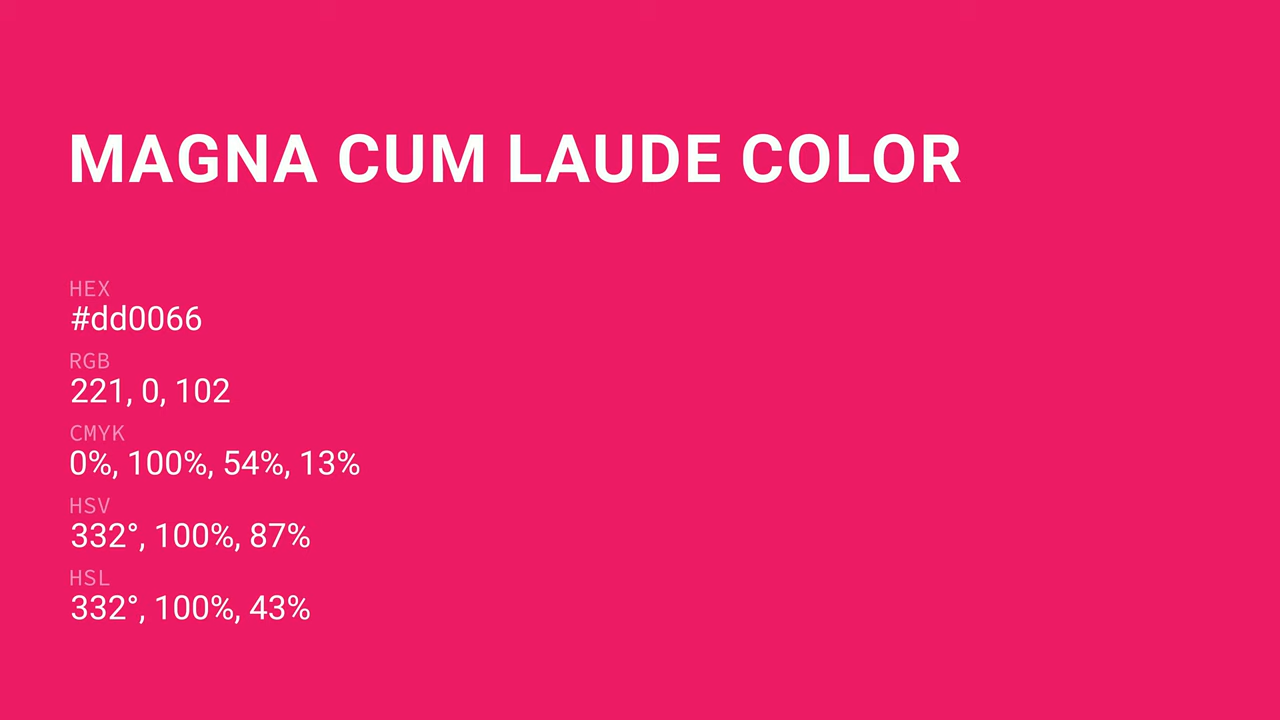 MAGNA CUM LAUDE COLOR
HEX
#dd0066
RGB
221, 0, 102
CMYK
0%, 100%, 54%, 13%
HSV
332°, 100%, 87%
HSL
332°, 100%, 43%